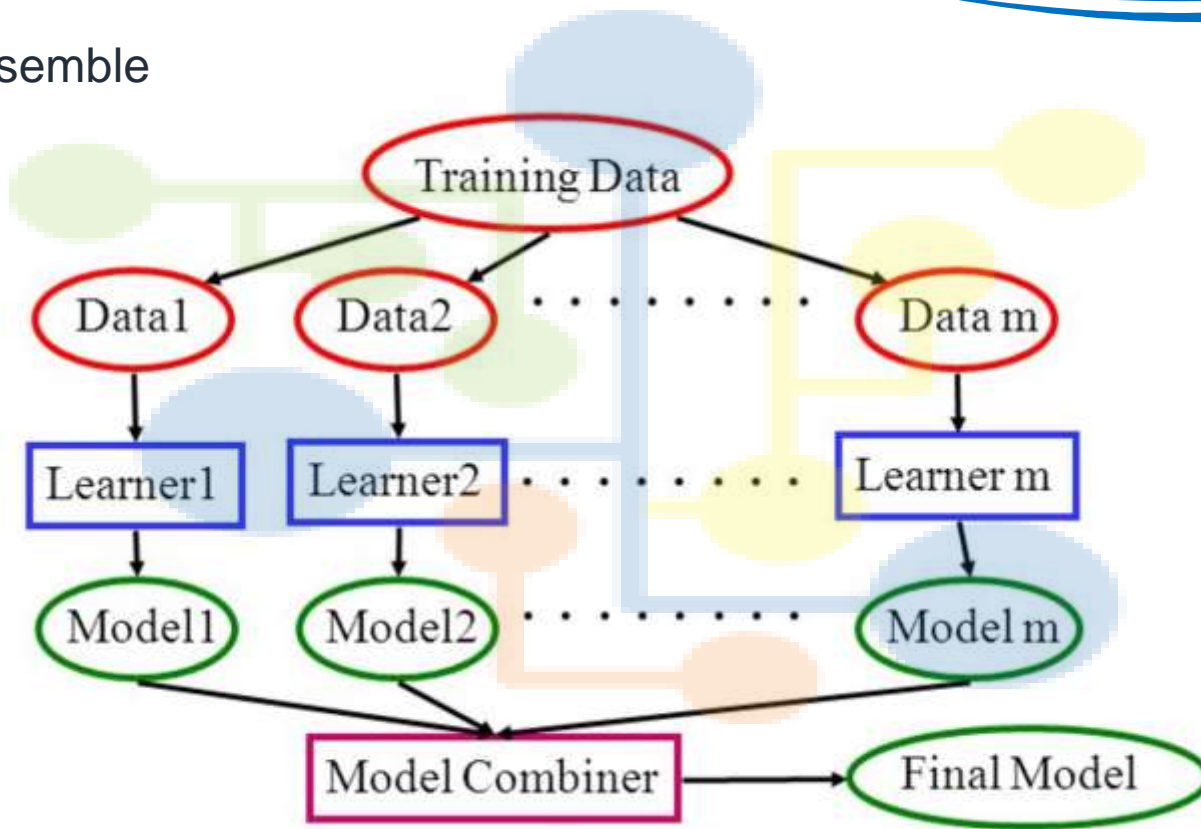 semble
Training Data
Data1 Data2 . . . . . . . . Data m
Learner1 Learner2 . . . . . . . . Learner m
Model1 Model2 . . . . . . . . Model m
Model Combiner Final Model